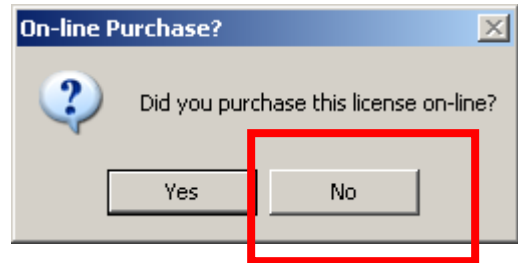 On-line Purchase?
Did you purchase this license on-line?
Yes No